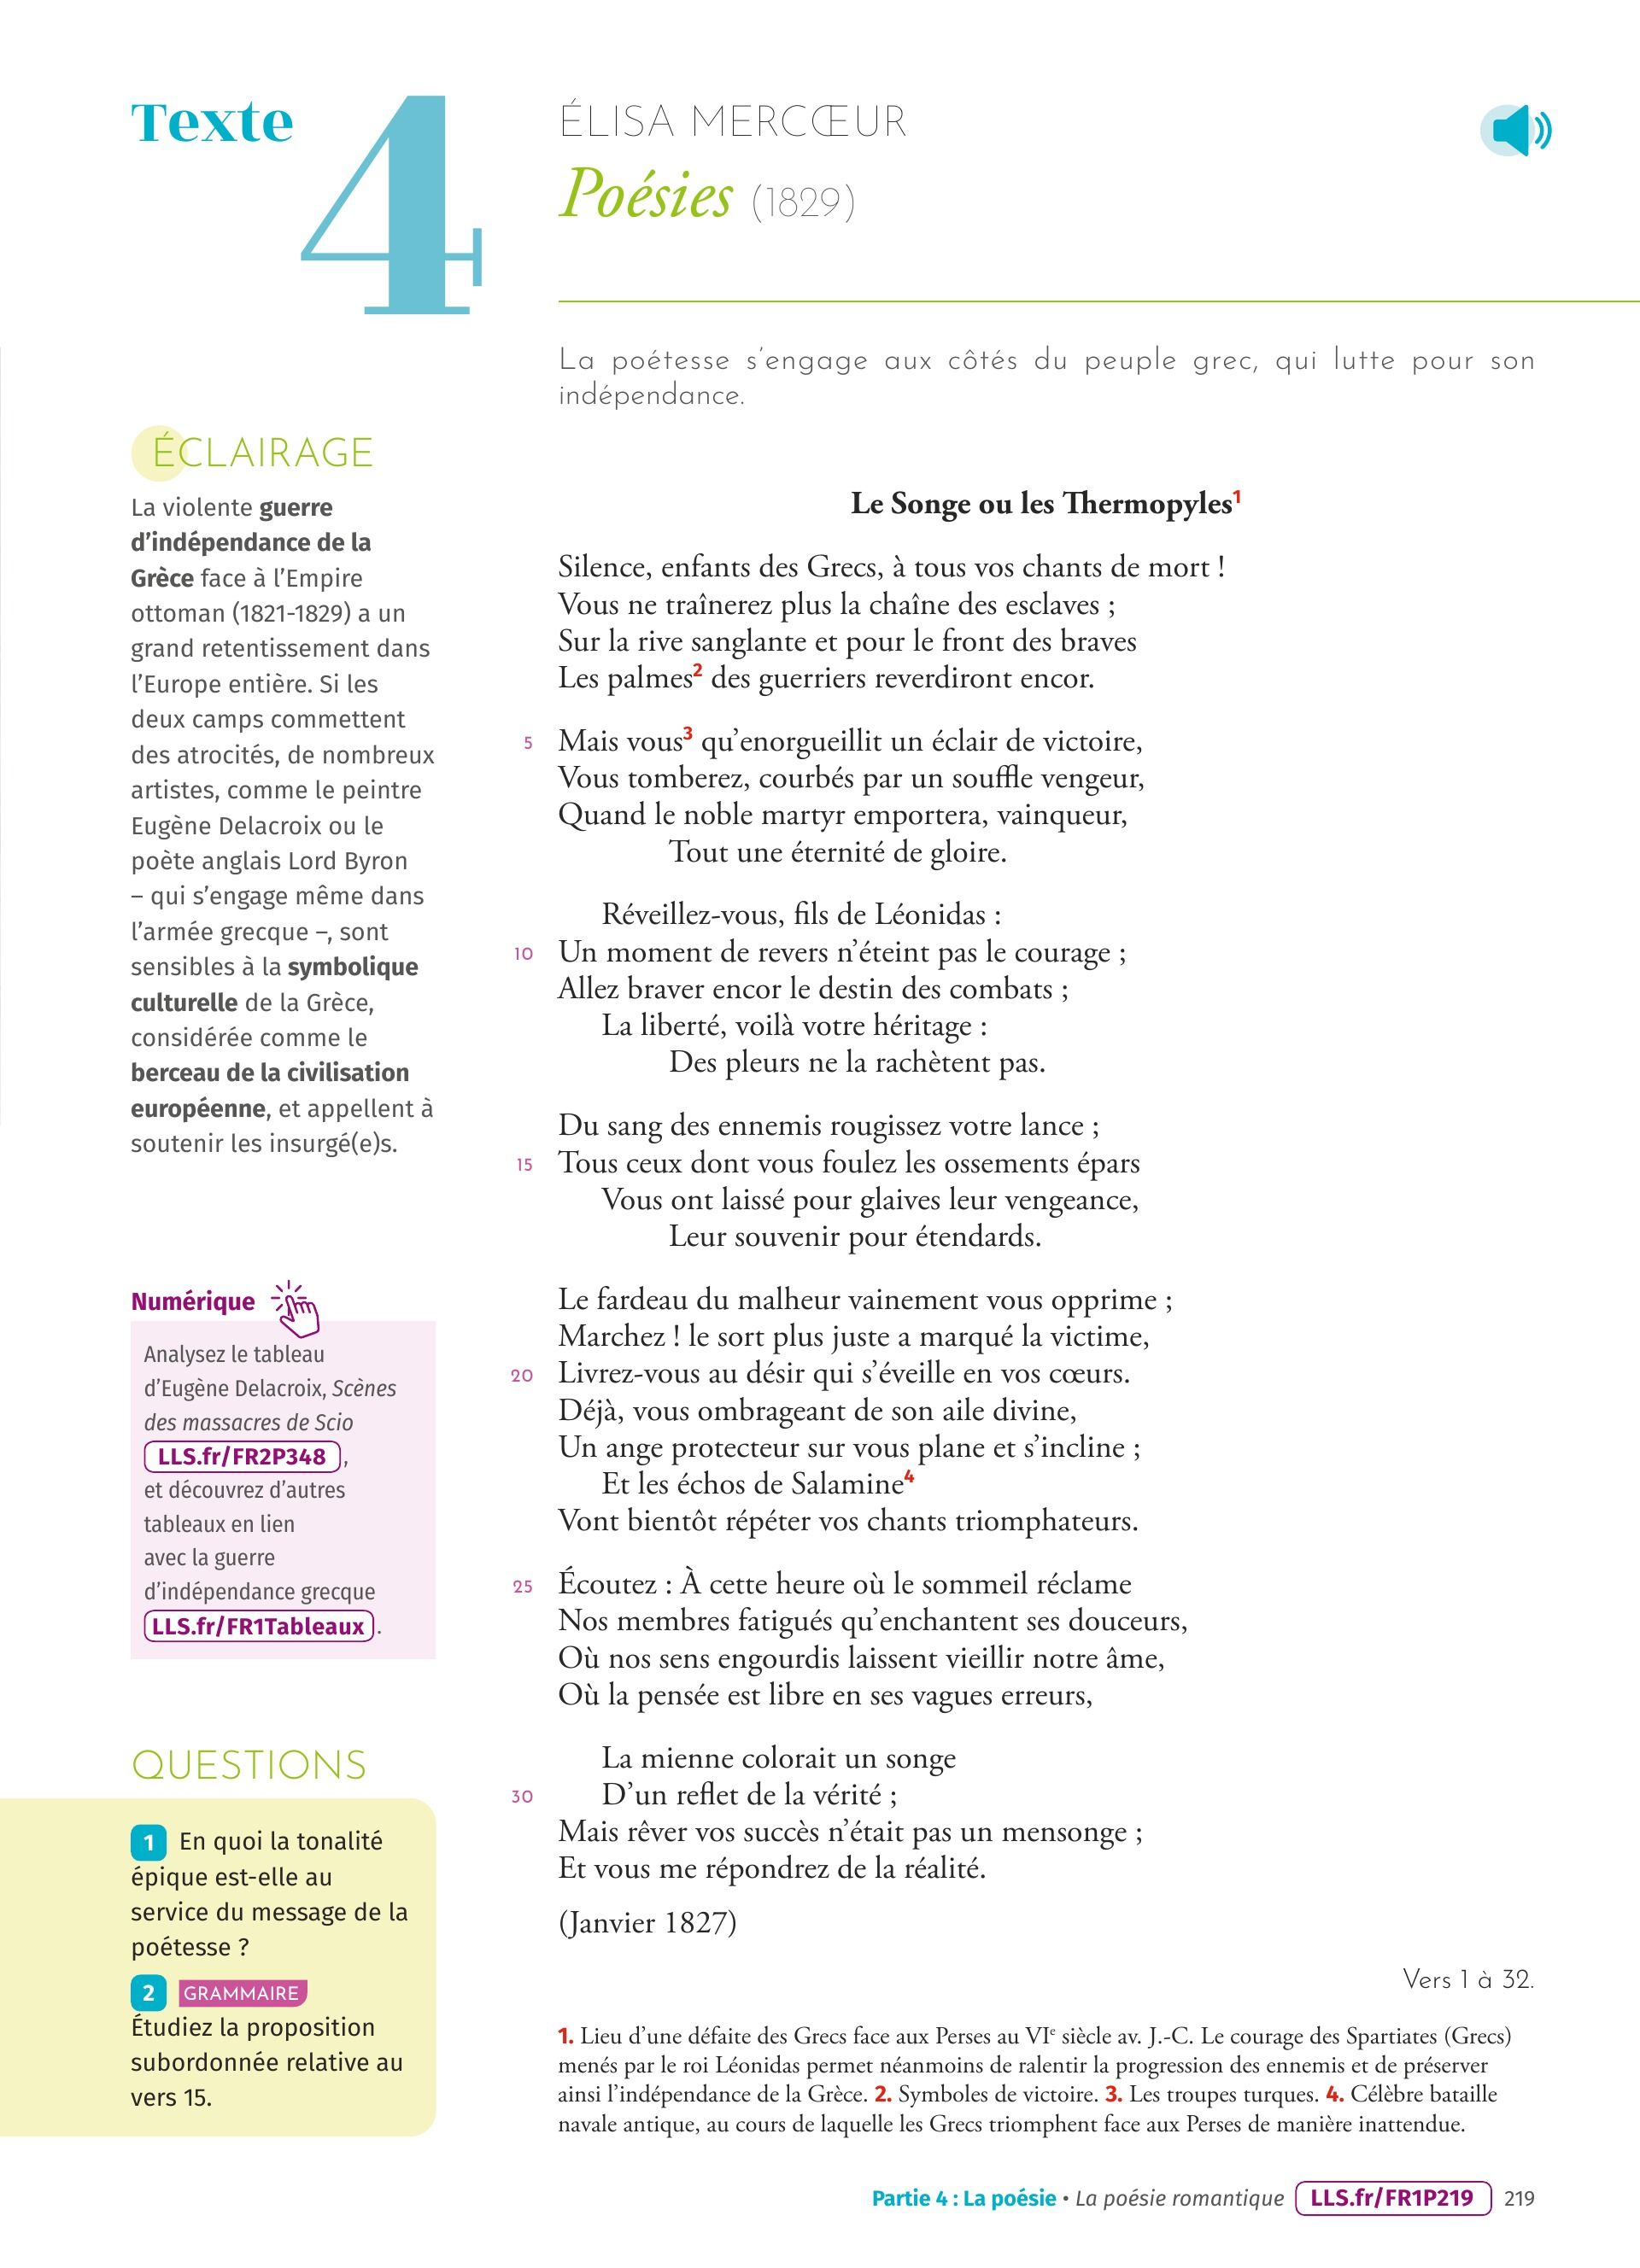 Texte 4
ÉLISA MERCŒUR
Poésies (1829)
La poétesse s'engage aux côtés du peuple grec, qui lutte pour son
indépendance.
ÉCLAIRAGE
La violente guerre
d'indépendance de la
Grèce face à l'Empire
ottoman (1821-1829) a un
grand retentissement dans
l'Europe entière. Si les
deux camps commettent
des atrocités, de nombreux
artistes, comme le peintre
Eugène Delacroix ou le
poète anglais Lord Byron
– qui s'engage même dans
l'armée grecque –, sont
sensibles à la symbolique
culturelle de la Grèce,
considérée comme le
berceau de la civilisation
européenne, et appellent à
soutenir les insurgé(e)s.
Numérique
Analysez le tableau
d'Eugène Delacroix, Scènes
des massacres de Scio
LLS.fr/FR2P348 ,
et découvrez d'autres
tableaux en lien
avec la guerre
d'indépendance grecque
LLS.fr/FR1Tableaux .
QUESTIONS
1 En quoi la tonalité
épique est-elle au
service du message de la
poétesse ?
2 GRAMMAIRE
Étudiez la proposition
subordonnée relative au
vers 15.
Le Songe ou les Thermopyles1
Silence, enfants des Grecs, à tous vos chants de mort !
Vous ne traînerez plus la chaîne des esclaves ;
Sur la rive sanglante et pour le front des braves
Les palmes2 des guerriers reverdiront encor.
5 Mais vous3 qu'enorgueillit un éclair de victoire,
Vous tomberez, courbés par un souffle vengeur,
Quand le noble martyr emportera, vainqueur,
Tout une éternité de gloire.
Réveillez-vous, fils de Léonidas :
10 Un moment de revers n'éteint pas le courage ;
Allez braver encor le destin des combats ;
La liberté, voilà votre héritage :
Des pleurs ne la rachètent pas.
Du sang des ennemis rougissez votre lance ;
15 Tous ceux dont vous foulez les ossements épars
Vous ont laissé pour glaives leur vengeance,
Leur souvenir pour étendards.
Le fardeau du malheur vainement vous opprime ;
Marchez ! le sort plus juste a marqué la victime,
20 Livrez-vous au désir qui s'éveille en vos cœurs.
Déjà, vous ombrageant de son aile divine,
Un ange protecteur sur vous plane et s'incline ;
Et les échos de Salamine4
Vont bientôt répéter vos chants triomphateurs.
25 Écoutez : À cette heure où le sommeil réclame
Nos membres fatigués qu'enchantent ses douceurs,
Où nos sens engourdis laissent vieillir notre âme,
Où la pensée est libre en ses vagues erreurs,
La mienne colorait un songe
30 D'un reflet de la vérité ;
Mais rêver vos succès n'était pas un mensonge ;
Et vous me répondrez de la réalité.
(Janvier 1827)
Vers 1 à 32.
1. Lieu d'une défaite des Grecs face aux Perses au VIe siècle av. J.-C. Le courage des Spartiates (Grecs)
menés par le roi Léonidas permet néanmoins de ralentir la progression des ennemis et de préserver
ainsi l'indépendance de la Grèce. 2. Symboles de victoire. 3. Les troupes turques. 4. Célèbre bataille
navale antique, au cours de laquelle les Grecs triomphent face aux Perses de manière inattendue.
Partie 4 : La poésie • La poésie romantique LLS.fr/FR1P219 219